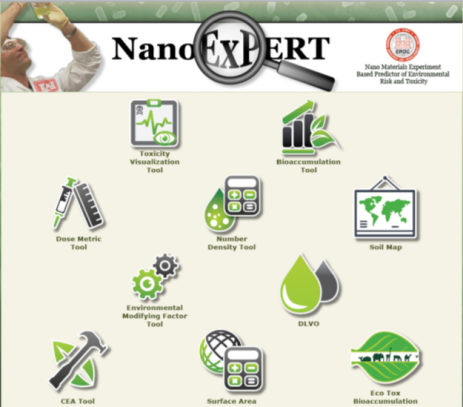 NanoExPERT
Nano Materials Experiment
Based Predictor of Environmental
Risk and Toxicity
Toxicity
Visualization
Tool
Bioaccumulation
Tool
Dose Metric
Tool
Number
Density Tool
Soil Map
Environmental
Modifying Factor
Tool
DLVO
CEA Tool
Surface Area
Eco Tox
Bioaccumulation